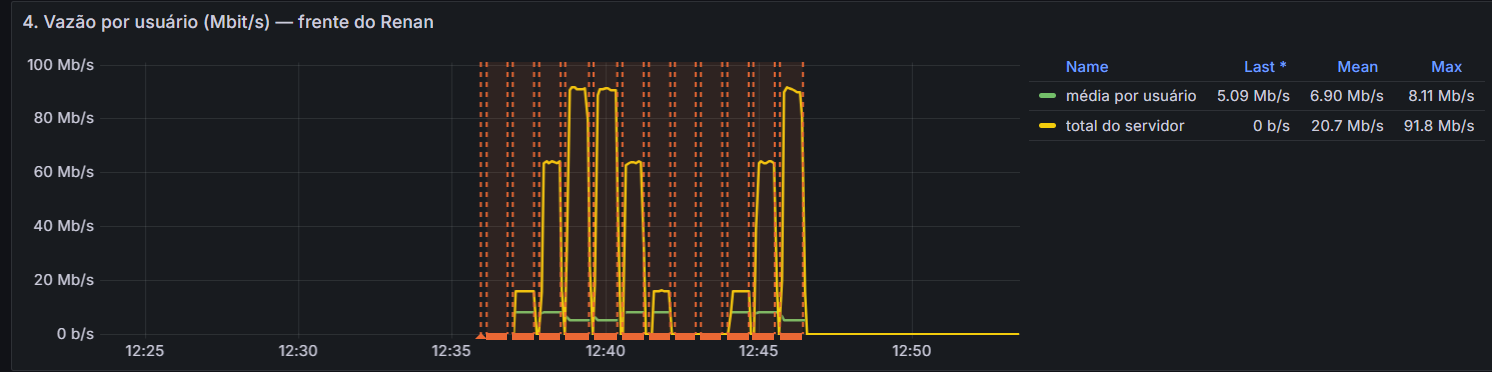 4. Vazão por usuário (Mbit/s) — frente do Renan
100 Mb/s
80 Mb/s
60 Mb/s
40 Mb/s
20 Mb/s
0 b/s
12:25 12:30 12:35 12:40 12:45 12:50
Name Last * Mean Max
média por usuário 5.09 Mb/s 6.90 Mb/s 8.11 Mb/s
total do servidor 0 b/s 20.7 Mb/s 91.8 Mb/s